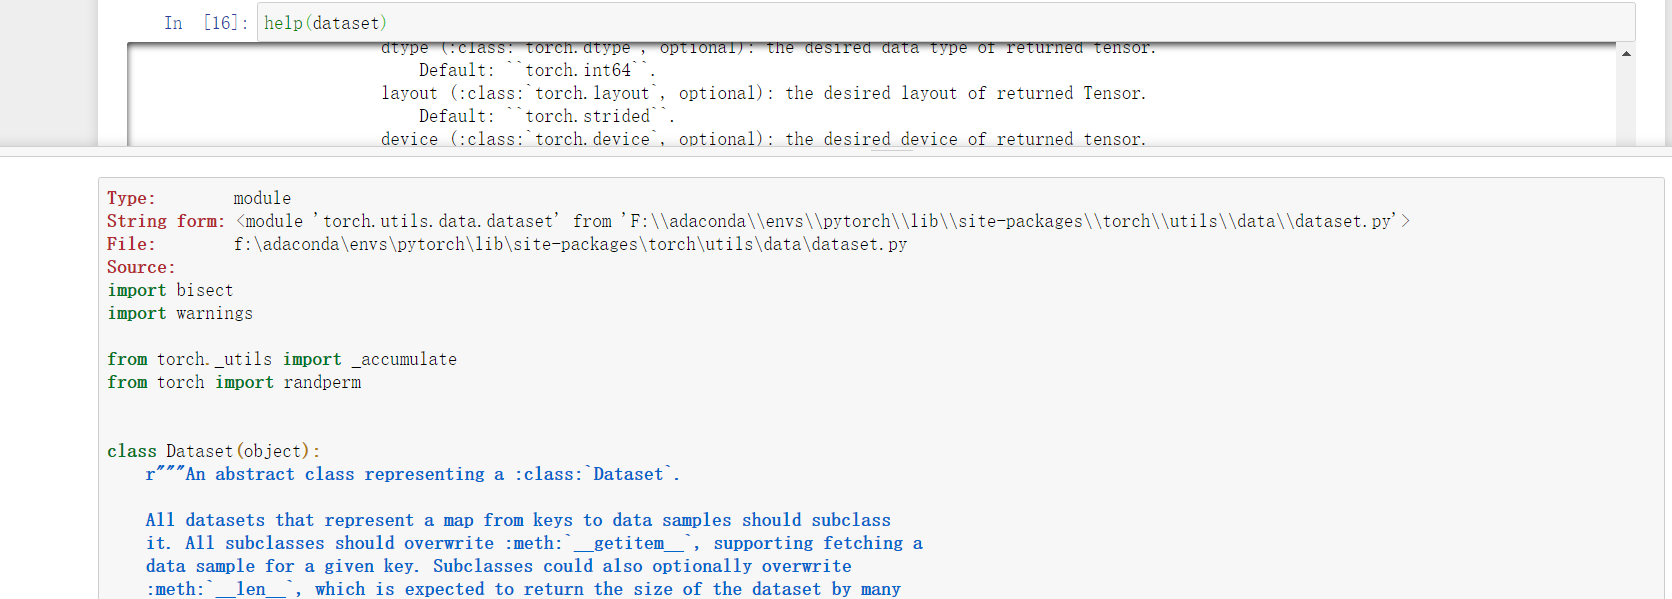 In [16]: help(dataset)
dtype (:class:`torch.dtype`, optional): the desired data type of returned tensor.
Default: ``torch.int64``.
layout (:class:`torch.layout`, optional): the desired layout of returned Tensor.
Default: ``torch.strided``.
device (:class:`torch.device`, optional): the desired device of returned tensor.
Type: module
String form: <module 'torch.utils.data.dataset' from 'F:\\adaconda\\envs\\pytorch\\lib\\site-packages\\torch\\utils\\data\\dataset.py'>
File: f:\adaconda\envs\pytorch\lib\site-packages\torch\utils\data\dataset.py
Source:
import bisect
import warnings
from torch._utils import _accumulate
from torch import randperm
class Dataset(object):
r"""An abstract class representing a :class:`Dataset`.
All datasets that represent a map from keys to data samples should subclass
it. All subclasses should overwrite :meth:`__getitem__`, supporting fetching a
data sample for a given key. Subclasses could also optionally overwrite
:meth:`__len__`, which is expected to return the size of the dataset by many